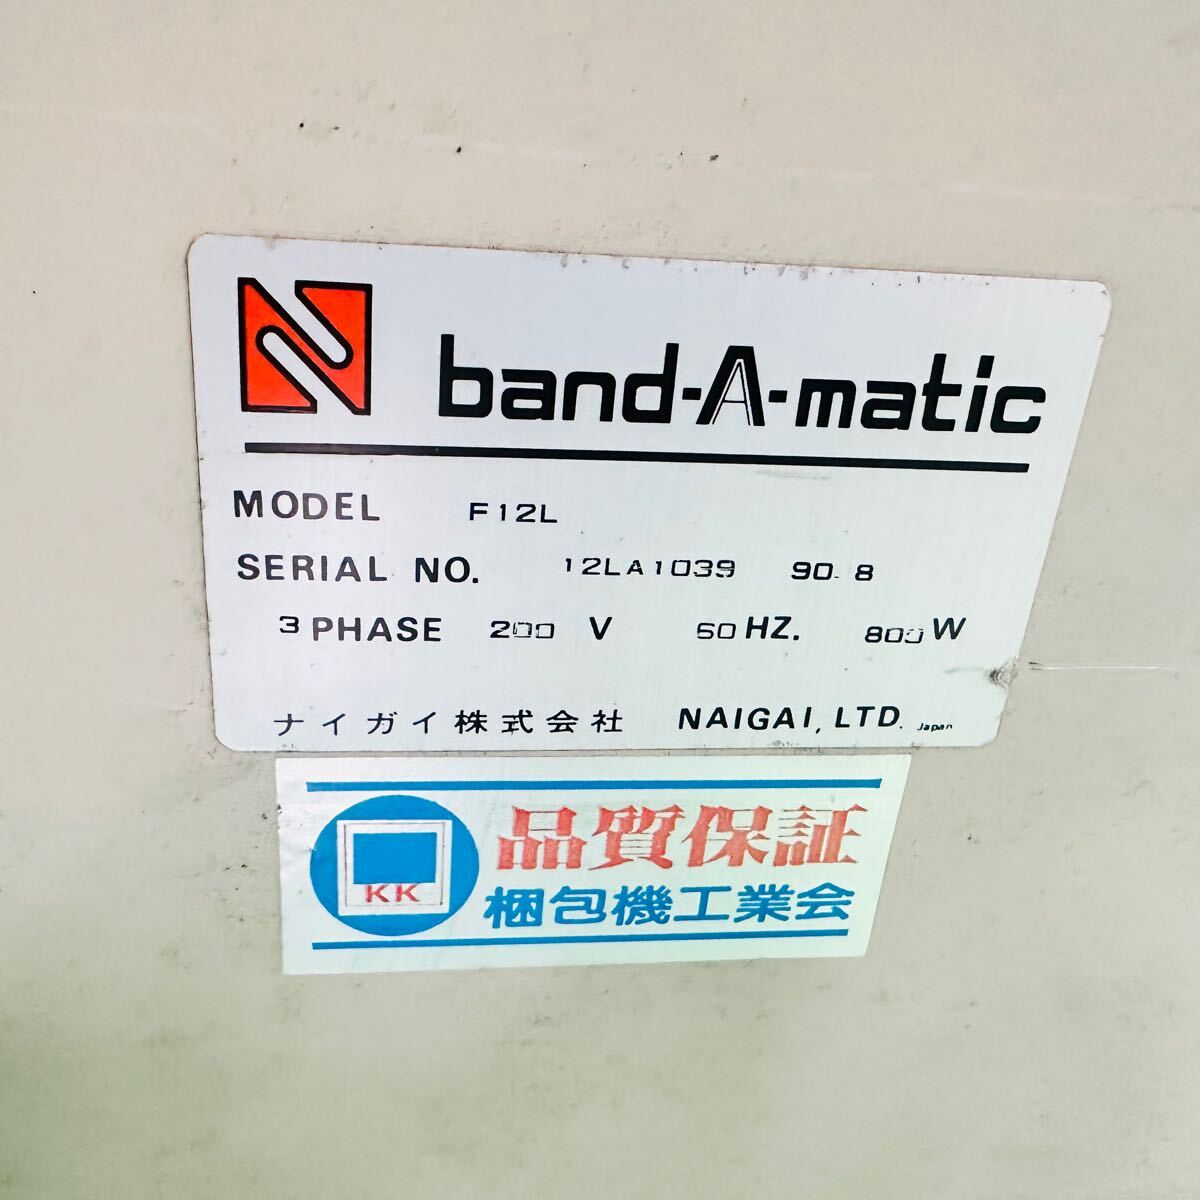 band-A-matic
MODEL F12L
SERIAL NO. 12LA1039 90.8
3 PHASE 200 V 60 HZ. 800 W
ナイガイ株式会社 NAIGAI, LTD. Japan
品質保証
KK
梱包機工業会